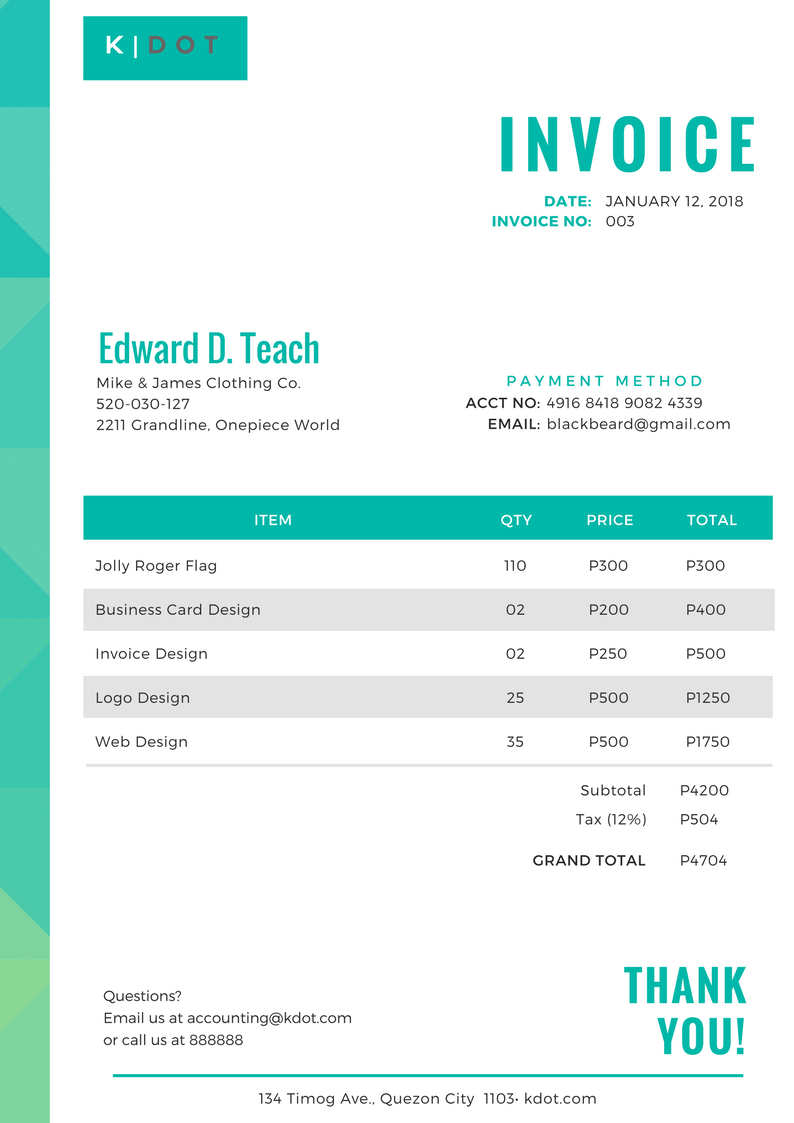 K|DOT
INVOICE
DATE: JANUARY 12, 2018
INVOICE NO: 003
Edward D. Teach
Mike & James Clothing Co.
520-030-127
2211 Grandline, Onepiece World
PAYMENT METHOD
ACCT NO: 4916 8418 9082 4339
EMAIL: blackbeard@gmail.com
ITEM QTY PRICE TOTAL
Jolly Roger Flag 110 P300 P300
Business Card Design 02 P200 P400
Invoice Design 02 P250 P500
Logo Design 25 P500 P1250
Web Design 35 P500 P1750
Subtotal P4200
Tax (12%) P504
GRAND TOTAL P4704
Questions?
Email us at accounting@kdot.com
or call us at 888888
THANK
YOU!
134 Timog Ave., Quezon City 1103• kdot.com